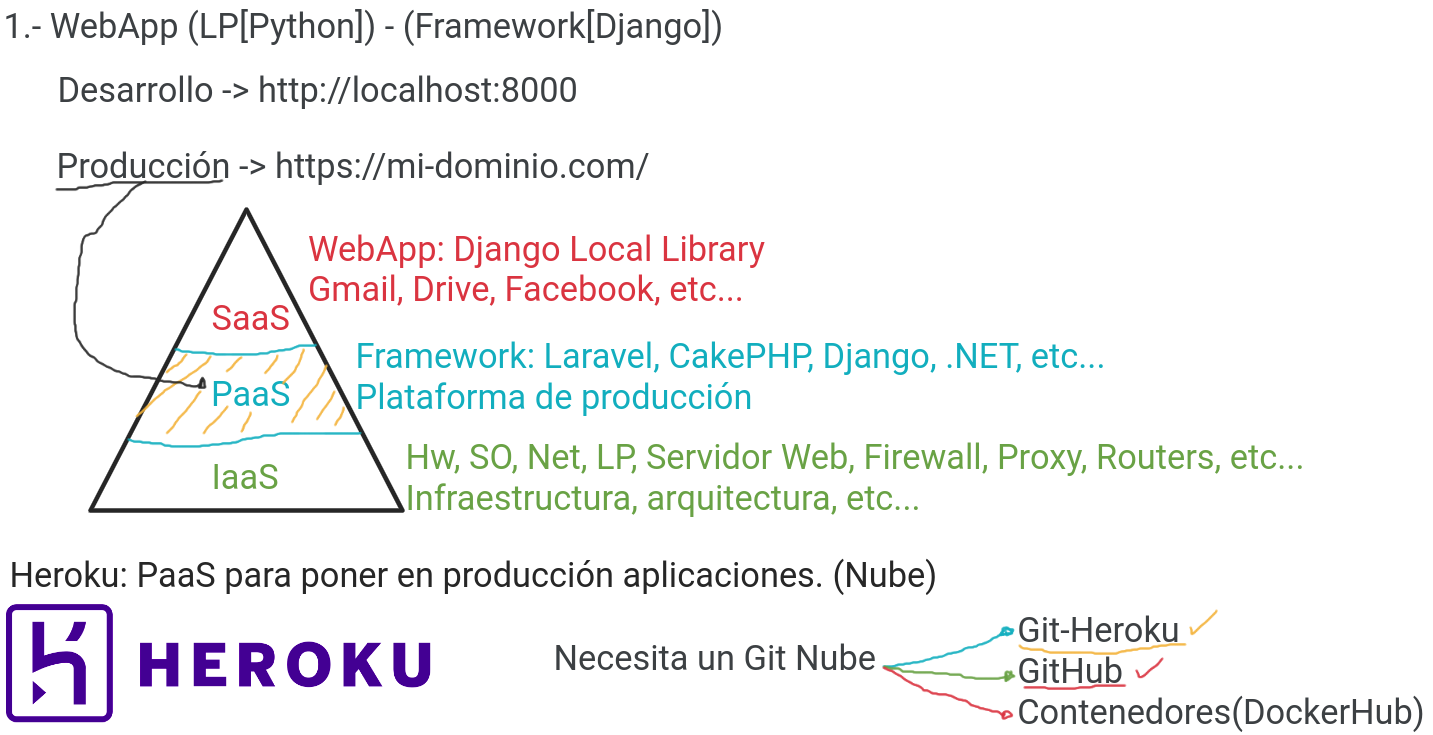 1.- WebApp (LP[Python]) - (Framework[Django])
Desarrollo -> http://localhost:8000
Producción -> https://mi-dominio.com/
WebApp: Django Local Library
Gmail, Drive, Facebook, etc...
SaaS
Framework: Laravel, CakePHP, Django, .NET, etc...
PaaS
Plataforma de producción
Hw, SO, Net, LP, Servidor Web, Firewall, Proxy, Routers, etc...
IaaS
Infraestructura, arquitectura, etc...
Heroku: PaaS para poner en producción aplicaciones. (Nube)
HEROKU
Necesita un Git Nube
Git-Heroku
GitHub
Contenedores(DockerHub)